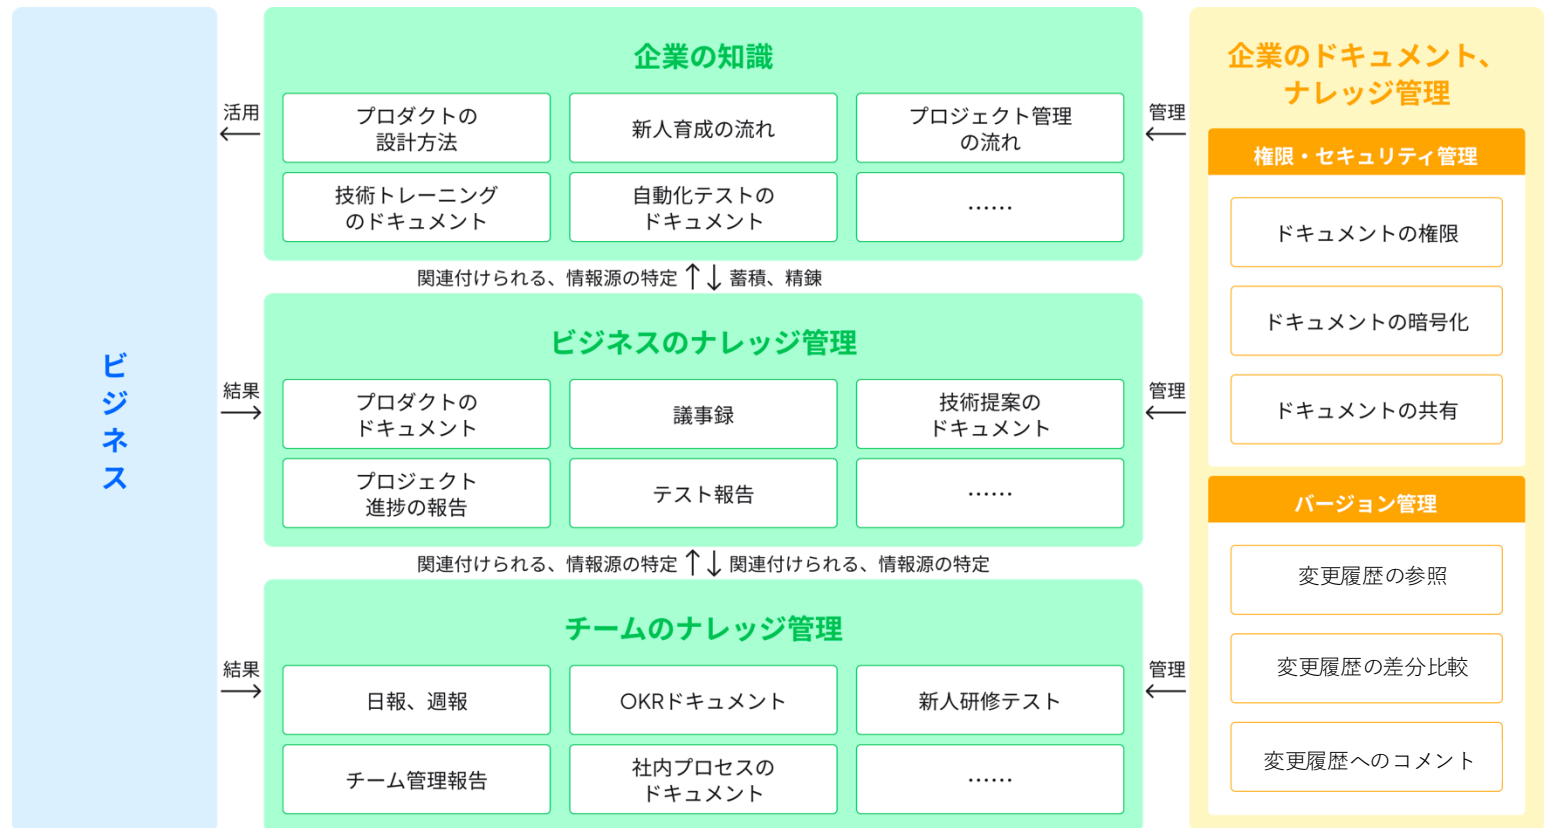 ビジネス
企業の知識
活用
プロダクトの
設計方法
新人育成の流れ
プロジェクト管理
の流れ
技術トレーニング
のドキュメント
自動化テストの
ドキュメント
……
管理
関連付けられる、情報源の特定
蓄積、精錬
ビジネスのナレッジ管理
結果
プロダクトの
ドキュメント
議事録
技術提案の
ドキュメント
プロジェクト
進捗の報告
テスト報告
……
管理
関連付けられる、情報源の特定
関連付けられる、情報源の特定
チームのナレッジ管理
結果
日報、週報
OKRドキュメント
新人研修テスト
チーム管理報告
社内プロセスの
ドキュメント
……
管理
企業のドキュメント、
ナレッジ管理
権限・セキュリティ管理
ドキュメントの権限
ドキュメントの暗号化
ドキュメントの共有
バージョン管理
変更履歴の参照
変更履歴の差分比較
変更履歴へのコメント